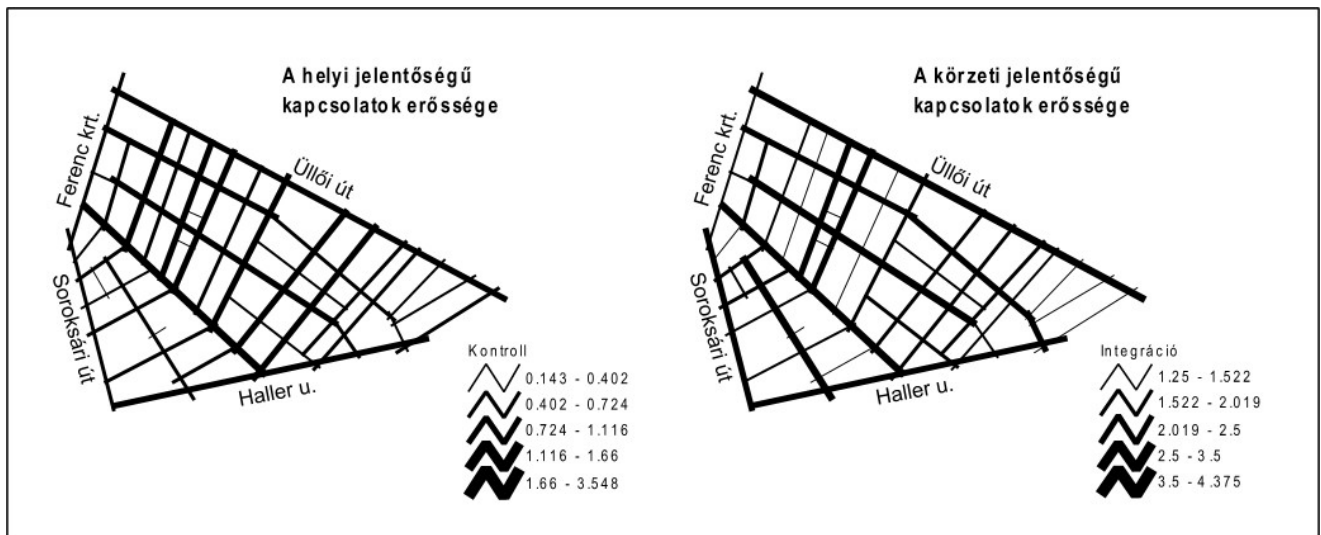 A helyi jelentőségű
kapcsolatok erőssége
Ferenc krt.
Üllői út
Soroksári út
Haller u.
Kontroll
0.143 - 0.402
0.402 - 0.724
0.724 - 1.116
1.116 - 1.66
1.66 - 3.548
A körzeti jelentőségű
kapcsolatok erőssége
Ferenc krt.
Üllői út
Soroksári út
Haller u.
Integráció
1.25 - 1.522
1.522 - 2.019
2.019 - 2.5
2.5 - 3.5
3.5 - 4.375